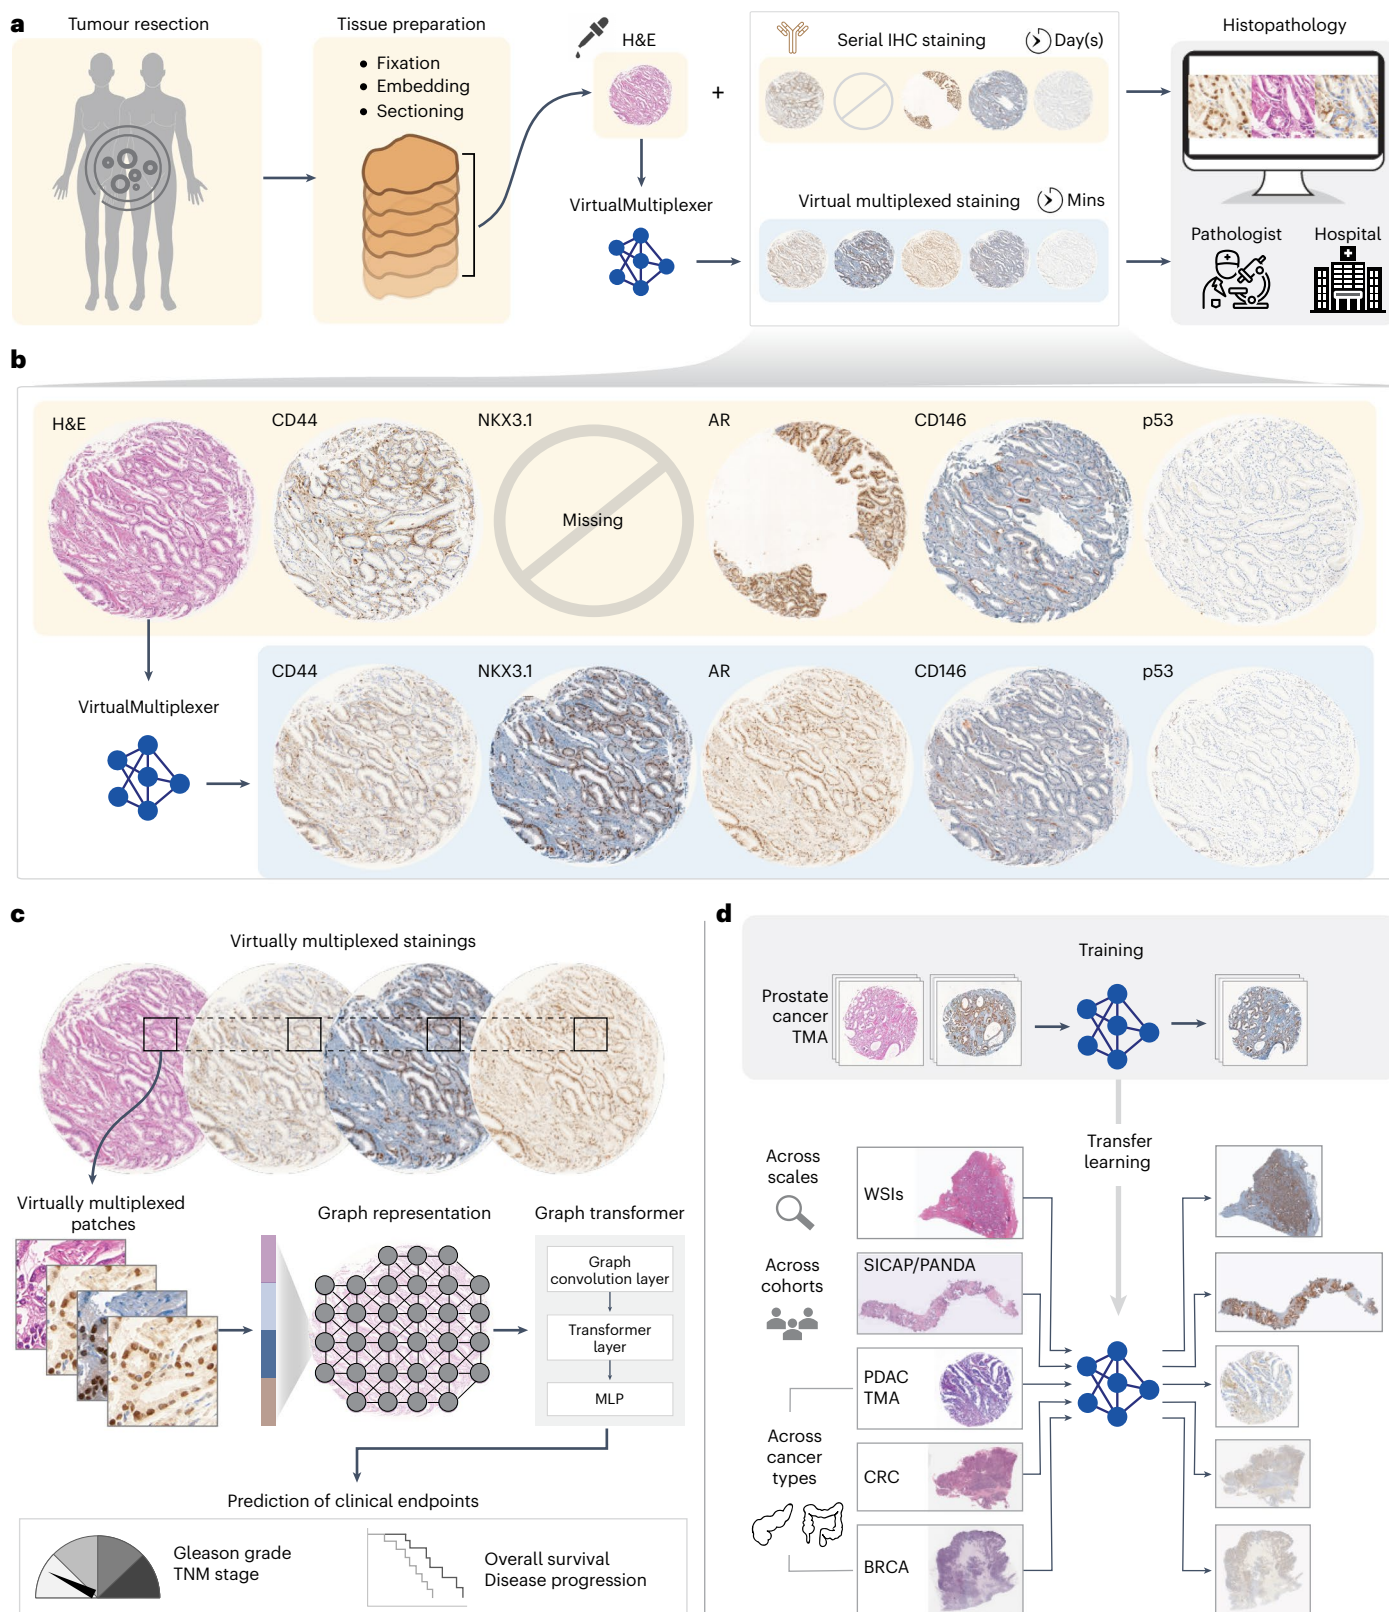 a
Tumour resection
Tissue preparation
• Fixation
• Embedding
• Sectioning
H&E
+
Serial IHC staining
Day(s)
Histopathology
VirtualMultiplexer
Virtual multiplexed staining
Mins
Pathologist
Hospital
b
H&E
CD44
NKX3.1
AR
CD146
p53
Missing
VirtualMultiplexer
CD44
NKX3.1
AR
CD146
p53
c
Virtually multiplexed stainings
Virtually multiplexed
patches
Graph representation
Graph transformer
Graph
convolution layer
Transformer
layer
MLP
Prediction of clinical endpoints
Gleason grade
TNM stage
Overall survival
Disease progression
d
Training
Prostate
cancer
TMA
Transfer
learning
Across
scales
WSIs
Across
cohorts
SICAP/PANDA
PDAC
TMA
Across
cancer
types
CRC
BRCA